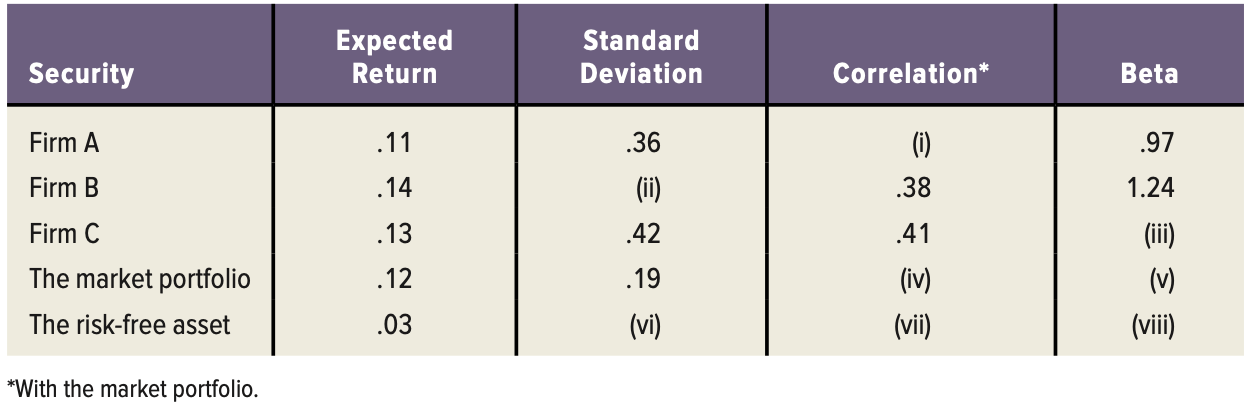 Security Expected Return Standard Deviation Correlation* Beta
Firm A .11 .36 (i) .97
Firm B .14 (ii) .38 1.24
Firm C .13 .42 .41 (iii)
The market portfolio .12 .19 (iv) (v)
The risk-free asset .03 (vi) (vii) (viii)
*With the market portfolio.